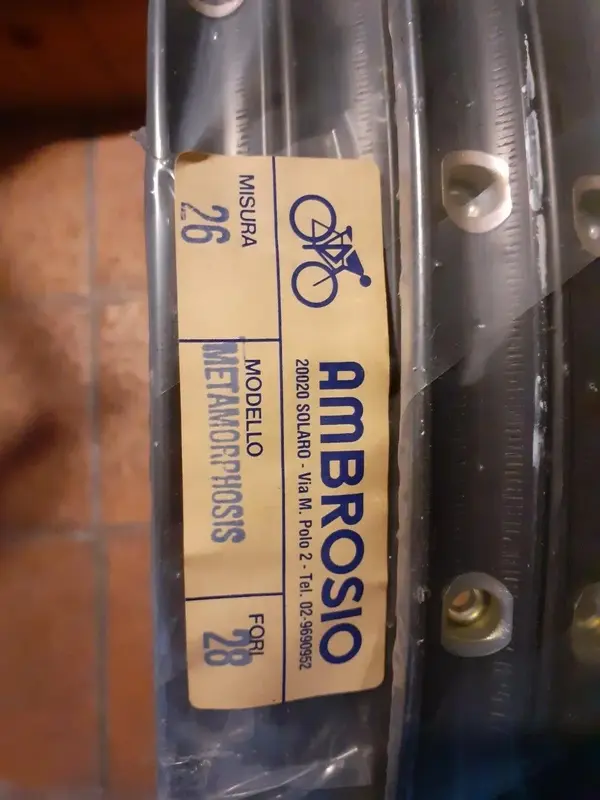 AMBROSIO
20020 SOLARO - Via M. Polo 2 - Tel. 02-9690952
MISURA
26
MODELLO
METAMORPHOSIS
FORI
28